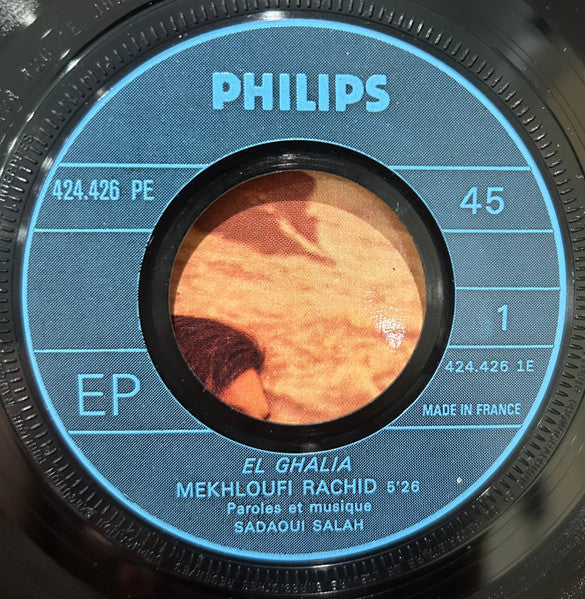 PHILIPS
424.426 PE
45
1
424.426 1E
EP
MADE IN FRANCE
EL GHALIA
MEKHLOUFI RACHID 5'26
Paroles et musique
SADAOUI SALAH